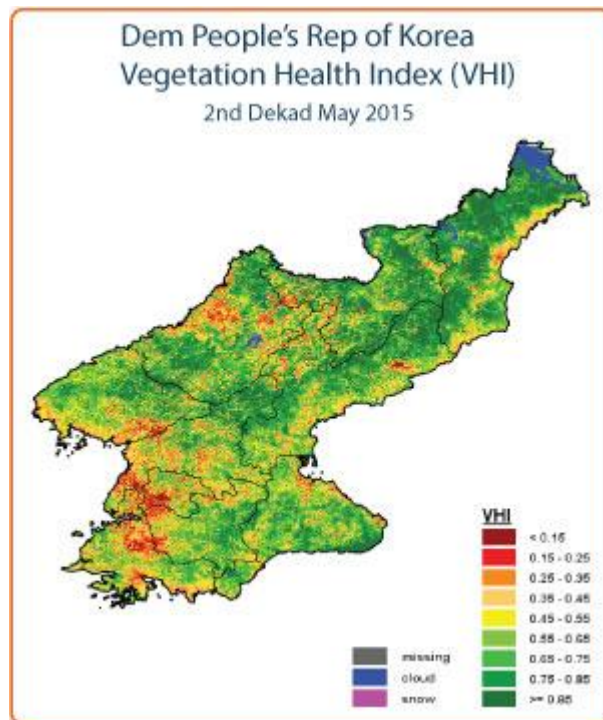 Dem People's Rep of Korea
Vegetation Health Index (VHI)
2nd Dekad May 2015
VHI
< 0.15
0.15 - 0.25
0.25 - 0.35
0.35 - 0.45
0.45 - 0.55
0.55 - 0.65
0.65 - 0.75
0.75 - 0.85
>= 0.85
missing
cloud
snow